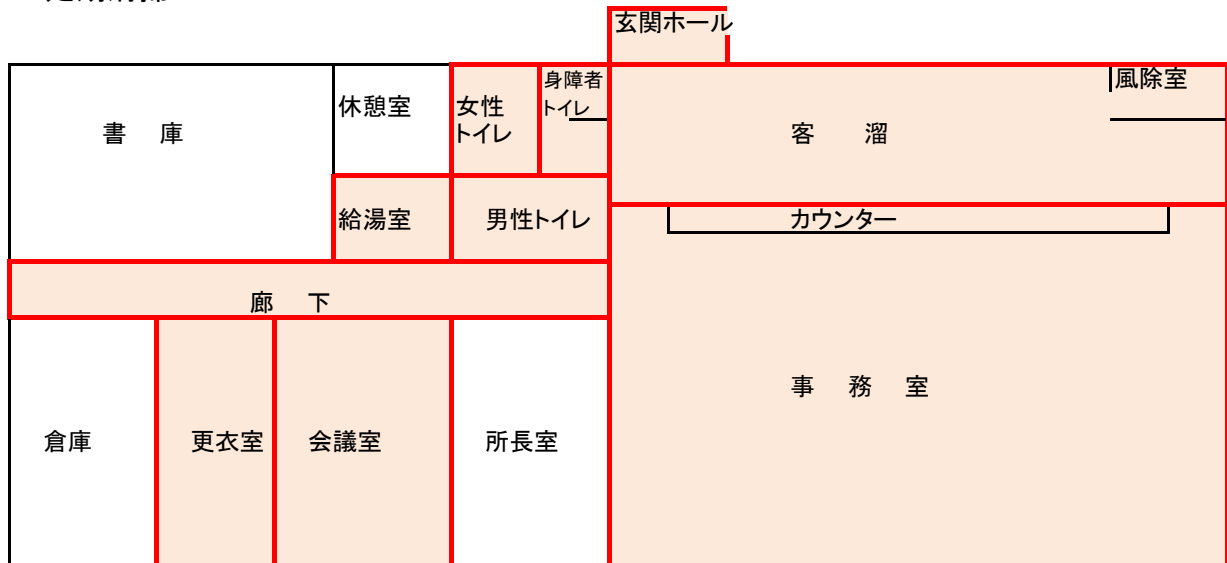 玄関ホール
書　庫
休憩室
女性
トイレ
身障者
トイレ
客　溜
風除室
給湯室
男性トイレ
カウンター
廊　下
事　務　室
倉庫
更衣室
会議室
所長室